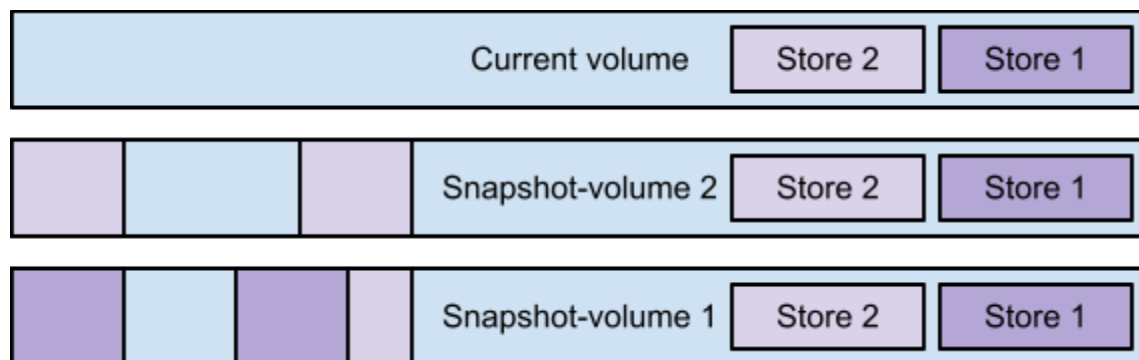 Current volume Store 2 Store 1
Snapshot-volume 2 Store 2 Store 1
Snapshot-volume 1 Store 2 Store 1